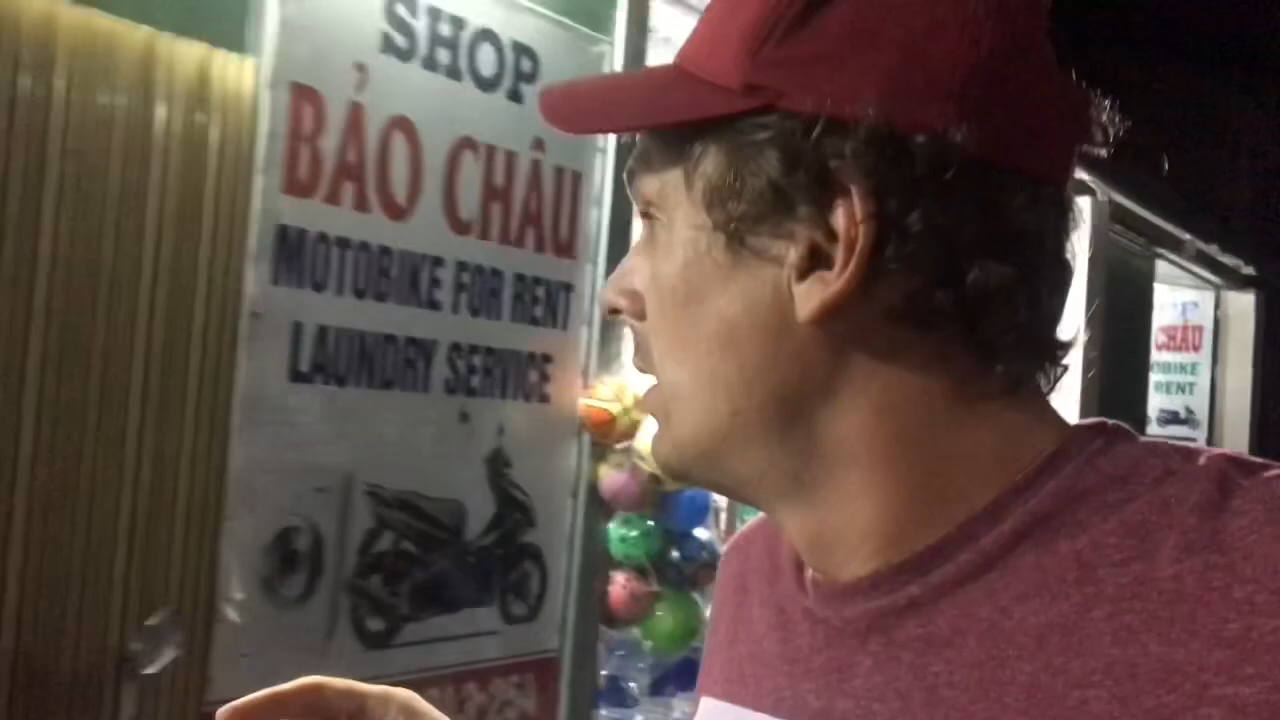 SHOP
BẢO CHÂU
MOTOBIKE FOR RENT
LAUNDRY SERVICE
CHÂU
OBIKE
RENT